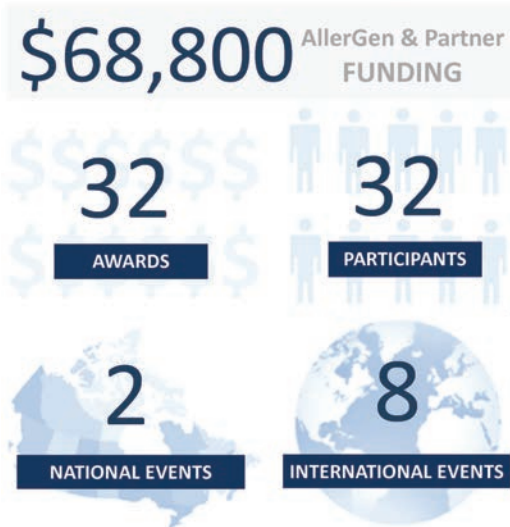 $68,800 AllerGen & Partner
FUNDING
32
AWARDS
32
PARTICIPANTS
2
NATIONAL EVENTS
8
INTERNATIONAL EVENTS